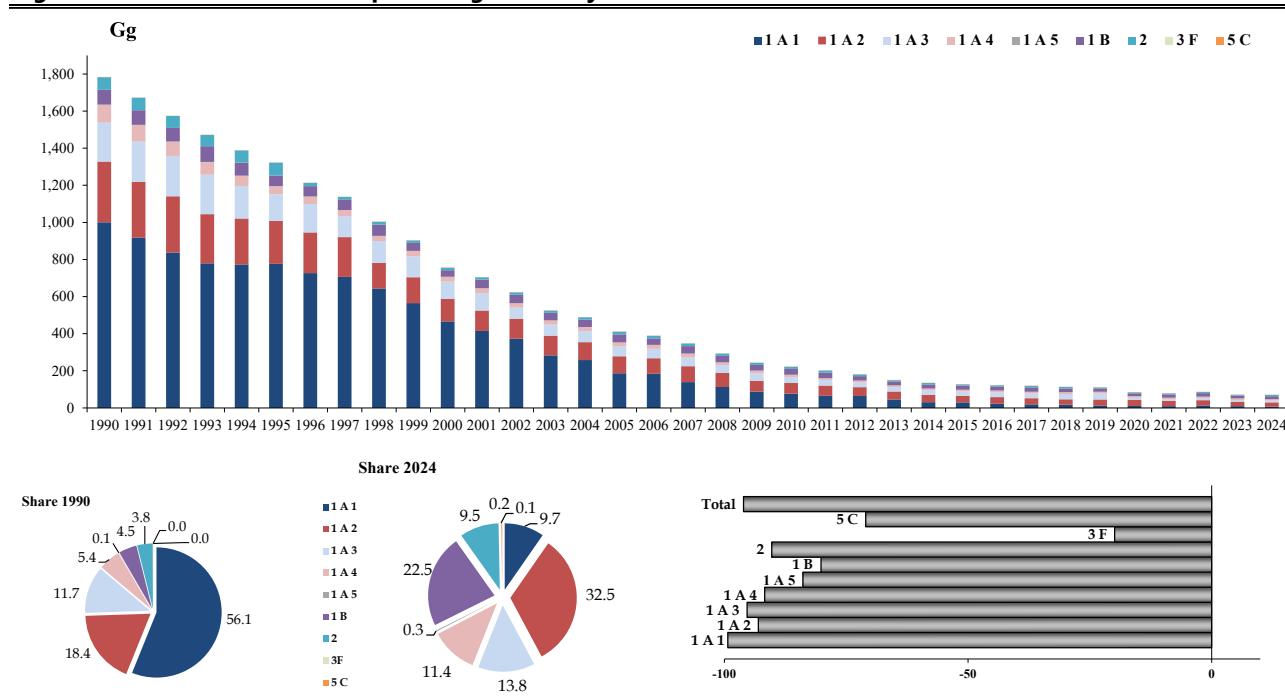 Gg
1 A 1 1 A 2 1 A 3 1 A 4 1 A 5 1 B 2 3 F 5 C
1,800
1,600
1,400
1,200
1,000
800
600
400
200
0
1990 1991 1992 1993 1994 1995 1996 1997 1998 1999 2000 2001 2002 2003 2004 2005 2006 2007 2008 2009 2010 2011 2012 2013 2014 2015 2016 2017 2018 2019 2020 2021 2022 2023 2024
Share 1990
3.8
0.0
0.0
4.5
0.1
5.4
11.7
18.4
56.1
1 A 1
1 A 2
1 A 3
1 A 4
1 A 5
1 B
2
3F
5 C
Share 2024
0.2
0.1
9.5
9.7
22.5
32.5
0.3
11.4
13.8
Total
5 C
3 F
2
1 B
1 A 5
1 A 4
1 A 3
1 A 2
1 A 1
-100 -50 0